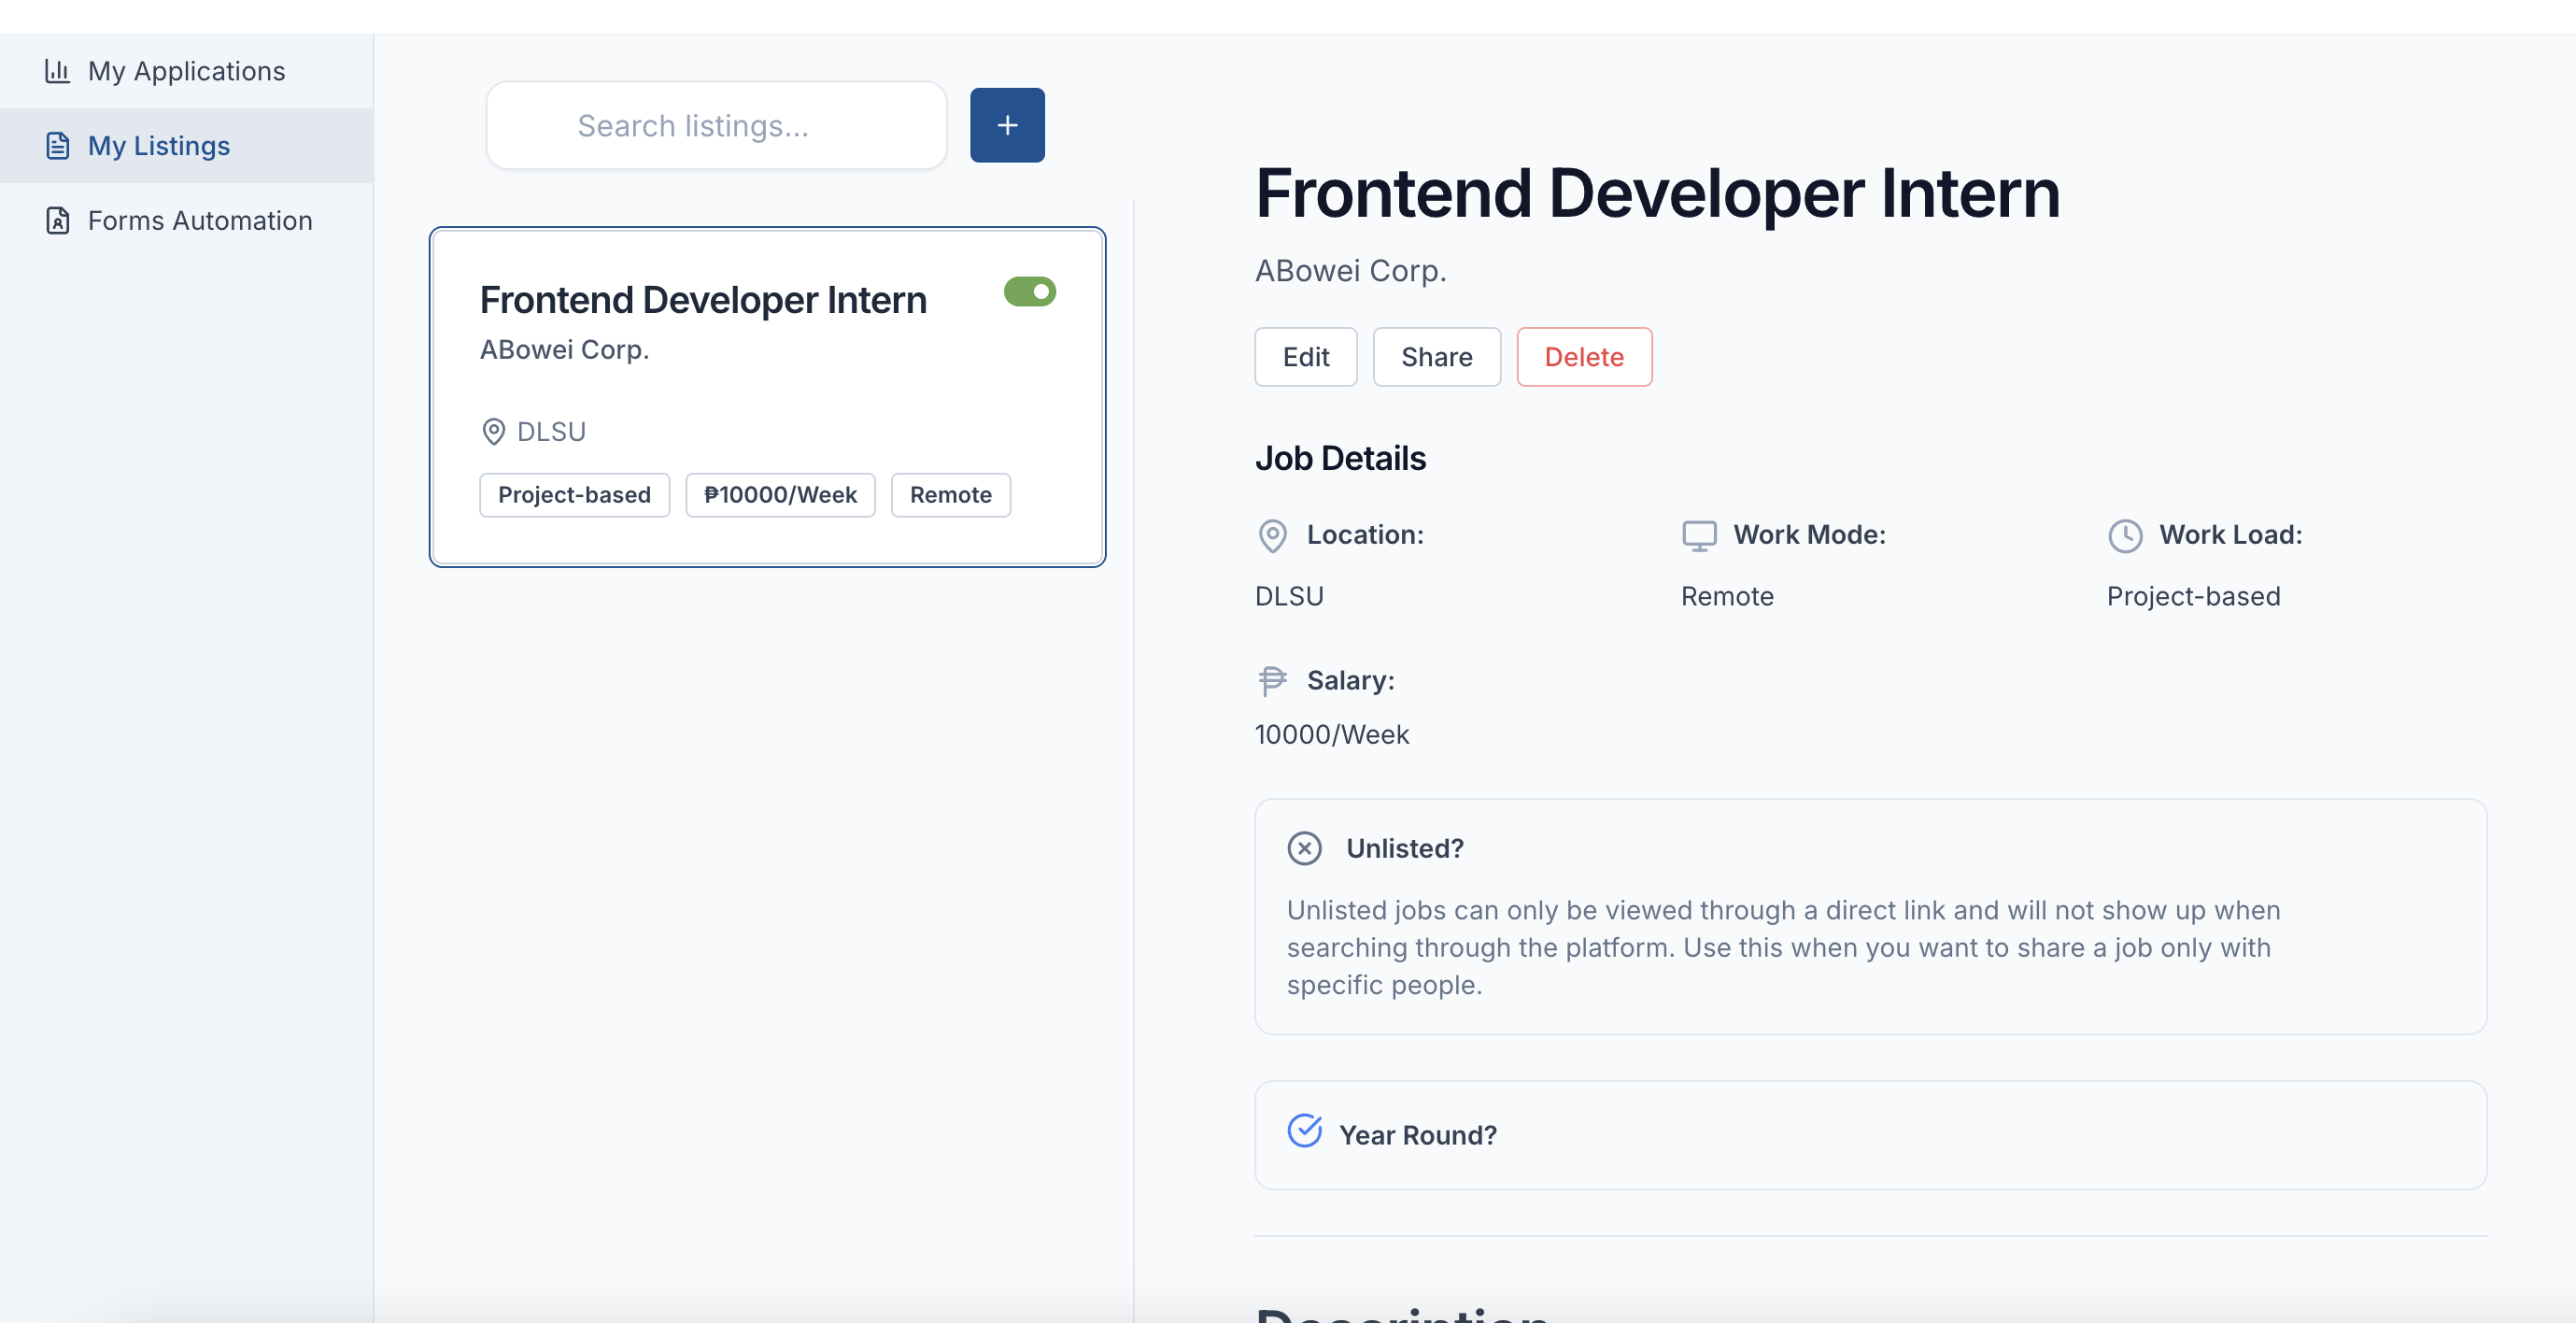 My Applications
My Listings
Forms Automation
Search listings...
+
Frontend Developer Intern
ABowei Corp.
DLSU
Project-based
₱10000/Week
Remote
Frontend Developer Intern
ABowei Corp.
Edit
Share
Delete
Job Details
Location:
DLSU
Work Mode:
Remote
Work Load:
Project-based
Salary:
10000/Week
Unlisted?
Unlisted jobs can only be viewed through a direct link and will not show up when
searching through the platform. Use this when you want to share a job only with
specific people.
Year Round?
Description